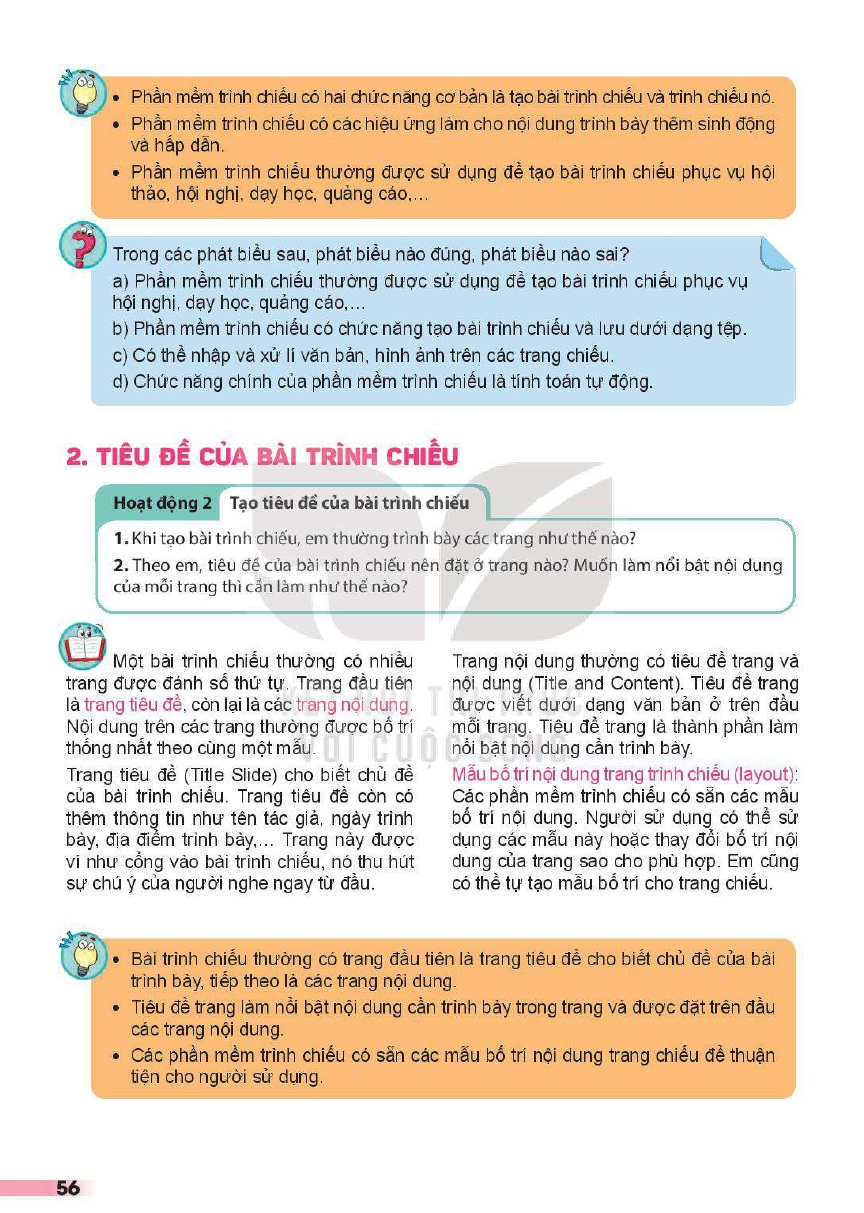 • Phần mềm trình chiếu có hai chức năng cơ bản là tạo bài trình chiếu và trình chiếu nó.
• Phần mềm trình chiếu có các hiệu ứng làm cho nội dung trình bày thêm sinh động
và hấp dẫn.
• Phần mềm trình chiếu thường được sử dụng để tạo bài trình chiếu phục vụ hội
thảo, hội nghị, dạy học, quảng cáo,...
Trong các phát biểu sau, phát biểu nào đúng, phát biểu nào sai?
a) Phần mềm trình chiếu thường được sử dụng để tạo bài trình chiếu phục vụ
hội nghị, dạy học, quảng cáo,...
b) Phần mềm trình chiếu có chức năng tạo bài trình chiếu và lưu dưới dạng tệp.
c) Có thể nhập và xử lí văn bản, hình ảnh trên các trang chiếu.
d) Chức năng chính của phần mềm trình chiếu là tính toán tự động.
2. TIÊU ĐỀ CỦA BÀI TRÌNH CHIẾU
Hoạt động 2 Tạo tiêu đề của bài trình chiếu
1. Khi tạo bài trình chiếu, em thường trình bày các trang như thế nào?
2. Theo em, tiêu đề của bài trình chiếu nên đặt ở trang nào? Muốn làm nổi bật nội dung
của mỗi trang thì cần làm như thế nào?
Một bài trình chiếu thường có nhiều
trang được đánh số thứ tự. Trang đầu tiên
là trang tiêu đề, còn lại là các trang nội dung.
Nội dung trên các trang thường được bố trí
thống nhất theo cùng một mẫu.
Trang tiêu đề (Title Slide) cho biết chủ đề
của bài trình chiếu. Trang tiêu đề còn có
thêm thông tin như tên tác giả, ngày trình
bày, địa điểm trình bày,... Trang này được
ví như cổng vào bài trình chiếu, nó thu hút
sự chú ý của người nghe ngay từ đầu.
Trang nội dung thường có tiêu đề trang và
nội dung (Title and Content). Tiêu đề trang
được viết dưới dạng văn bản ở trên đầu
mỗi trang. Tiêu đề trang là thành phần làm
nổi bật nội dung cần trình bày.
Mẫu bố trí nội dung trang trình chiếu (layout):
Các phần mềm trình chiếu có sẵn các mẫu
bố trí nội dung. Người sử dụng có thể sử
dụng các mẫu này hoặc thay đổi bố trí nội
dung của trang sao cho phù hợp. Em cũng
có thể tự tạo mẫu bố trí cho trang chiếu.
KẾT NỐI TRI THỨC
VỚI CUỘC SỐNG
• Bài trình chiếu thường có trang đầu tiên là trang tiêu đề cho biết chủ đề của bài
trình bày, tiếp theo là các trang nội dung.
• Tiêu đề trang làm nổi bật nội dung cần trình bày trong trang và được đặt trên đầu
các trang nội dung.
• Các phần mềm trình chiếu có sẵn các mẫu bố trí nội dung trang chiếu để thuận
tiện cho người sử dụng.
56